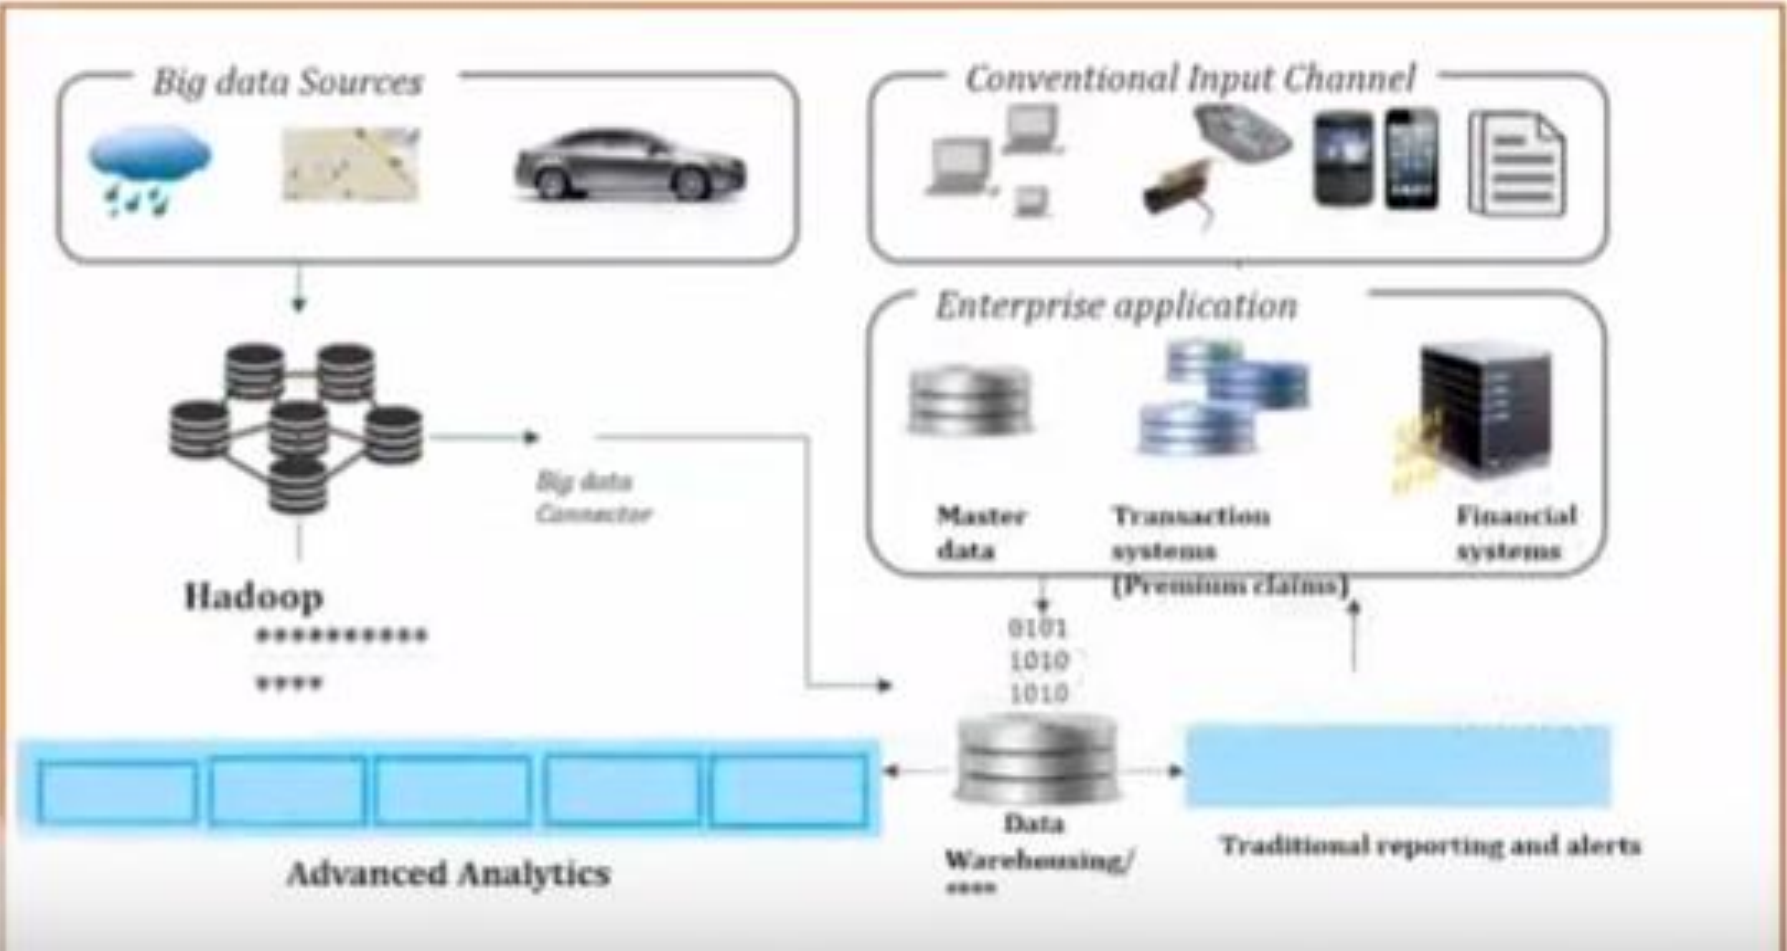 Big data Sources
Conventional Input Channel
Enterprise application
Big data
Connector
Master
data
Transaction
systems
(Premium claims)
Financial
systems
Hadoop
**********
****
0101
1010
1010
Data
Warehousing/
****
Advanced Analytics
Traditional reporting and alerts